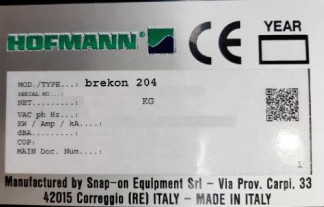 HOFMANN®
CE
YEAR
MOD./TYPE...: brekon 204
SERIAL NO...:
NET.........: KG
VAC ph Hz...:
KW / Amp / kA....:
dBA.........:
COP:
MAIN Doc. Num....:
1
Manufactured by Snap-on Equipment Srl - Via Prov. Carpi, 33
42015 Correggio (RE) ITALY - MADE IN ITALY